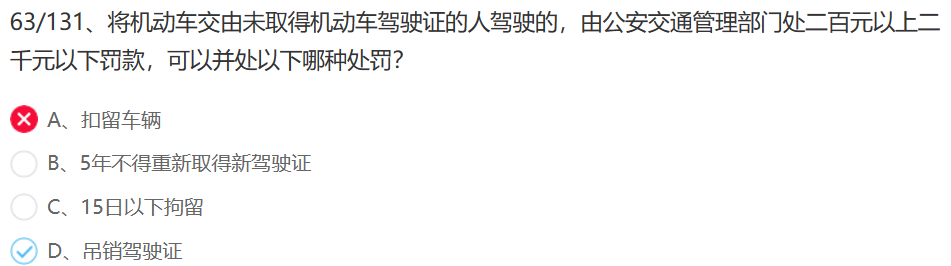 63/131、将机动车交由未取得机动车驾驶证的人驾驶的，由公安交通管理部门处二百元以上二
千元以下罚款，可以并处以下哪种处罚？
A、扣留车辆
B、5年不得重新取得新驾驶证
C、15日以下拘留
D、吊销驾驶证